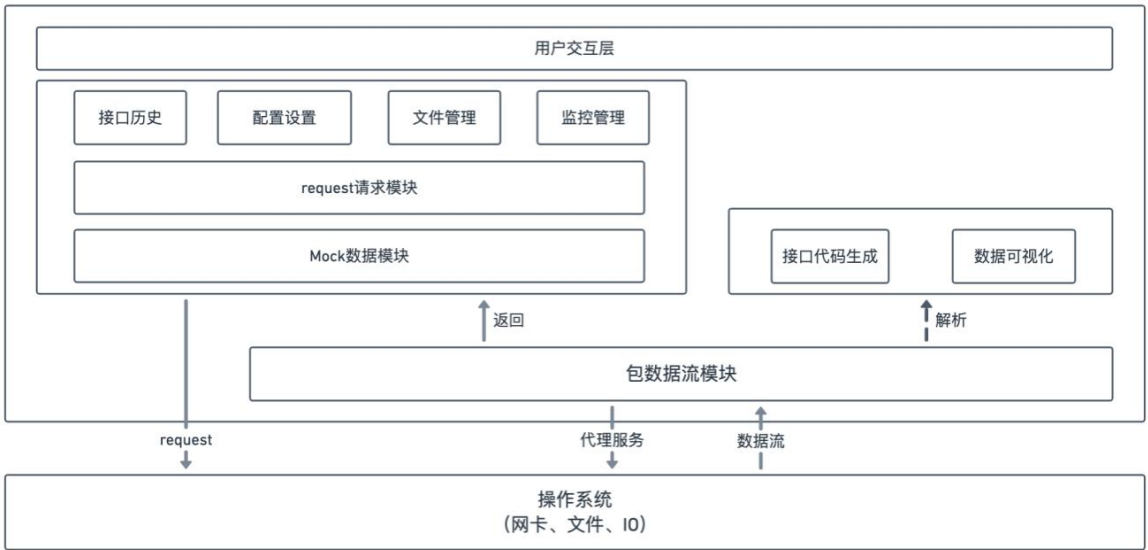 用户交互层
接口历史
配置设置
文件管理
监控管理
request请求模块
Mock数据模块
接口代码生成
数据可视化
返回
解析
包数据流模块
request
代理服务
数据流
操作系统
（网卡、文件、IO）